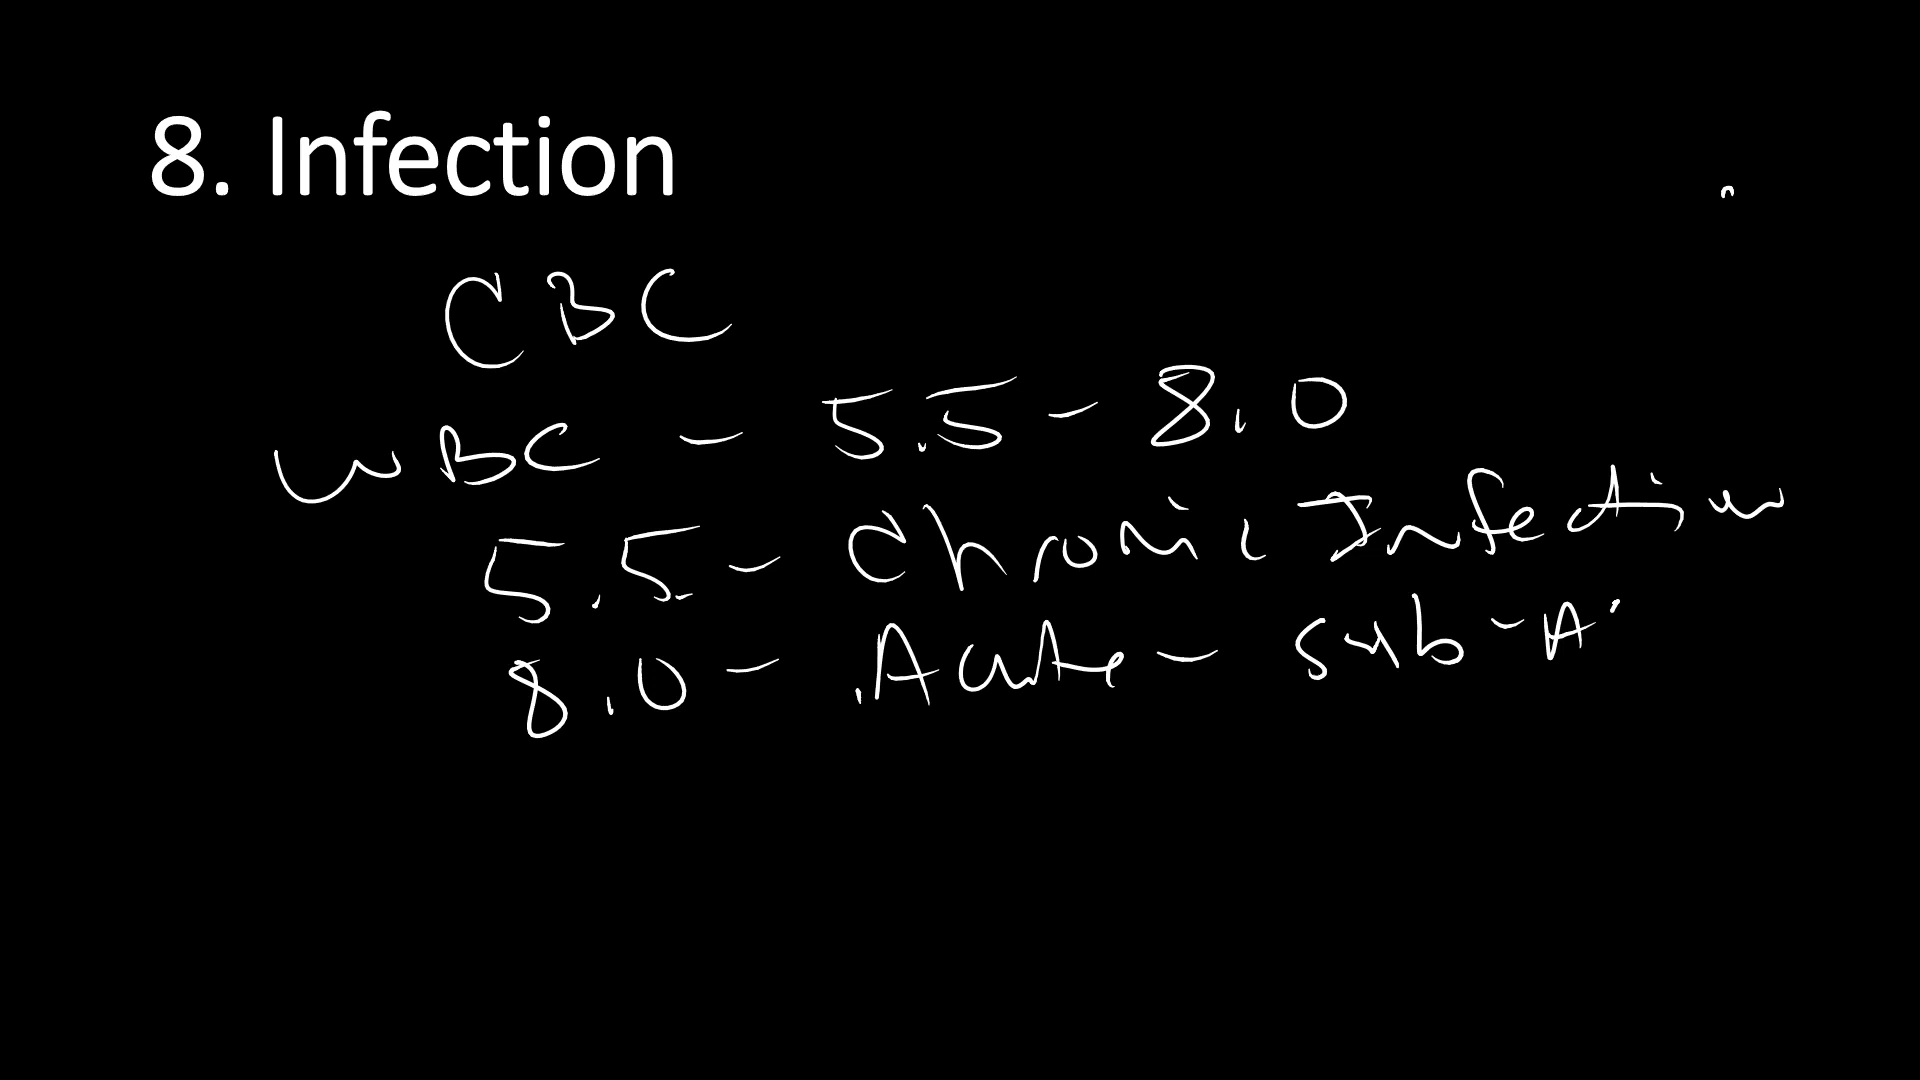 8. Infection
CBC
WBC - 5.5 - 8.0
5.5 - Chronic Infection
8.0 - Acute - sub-A